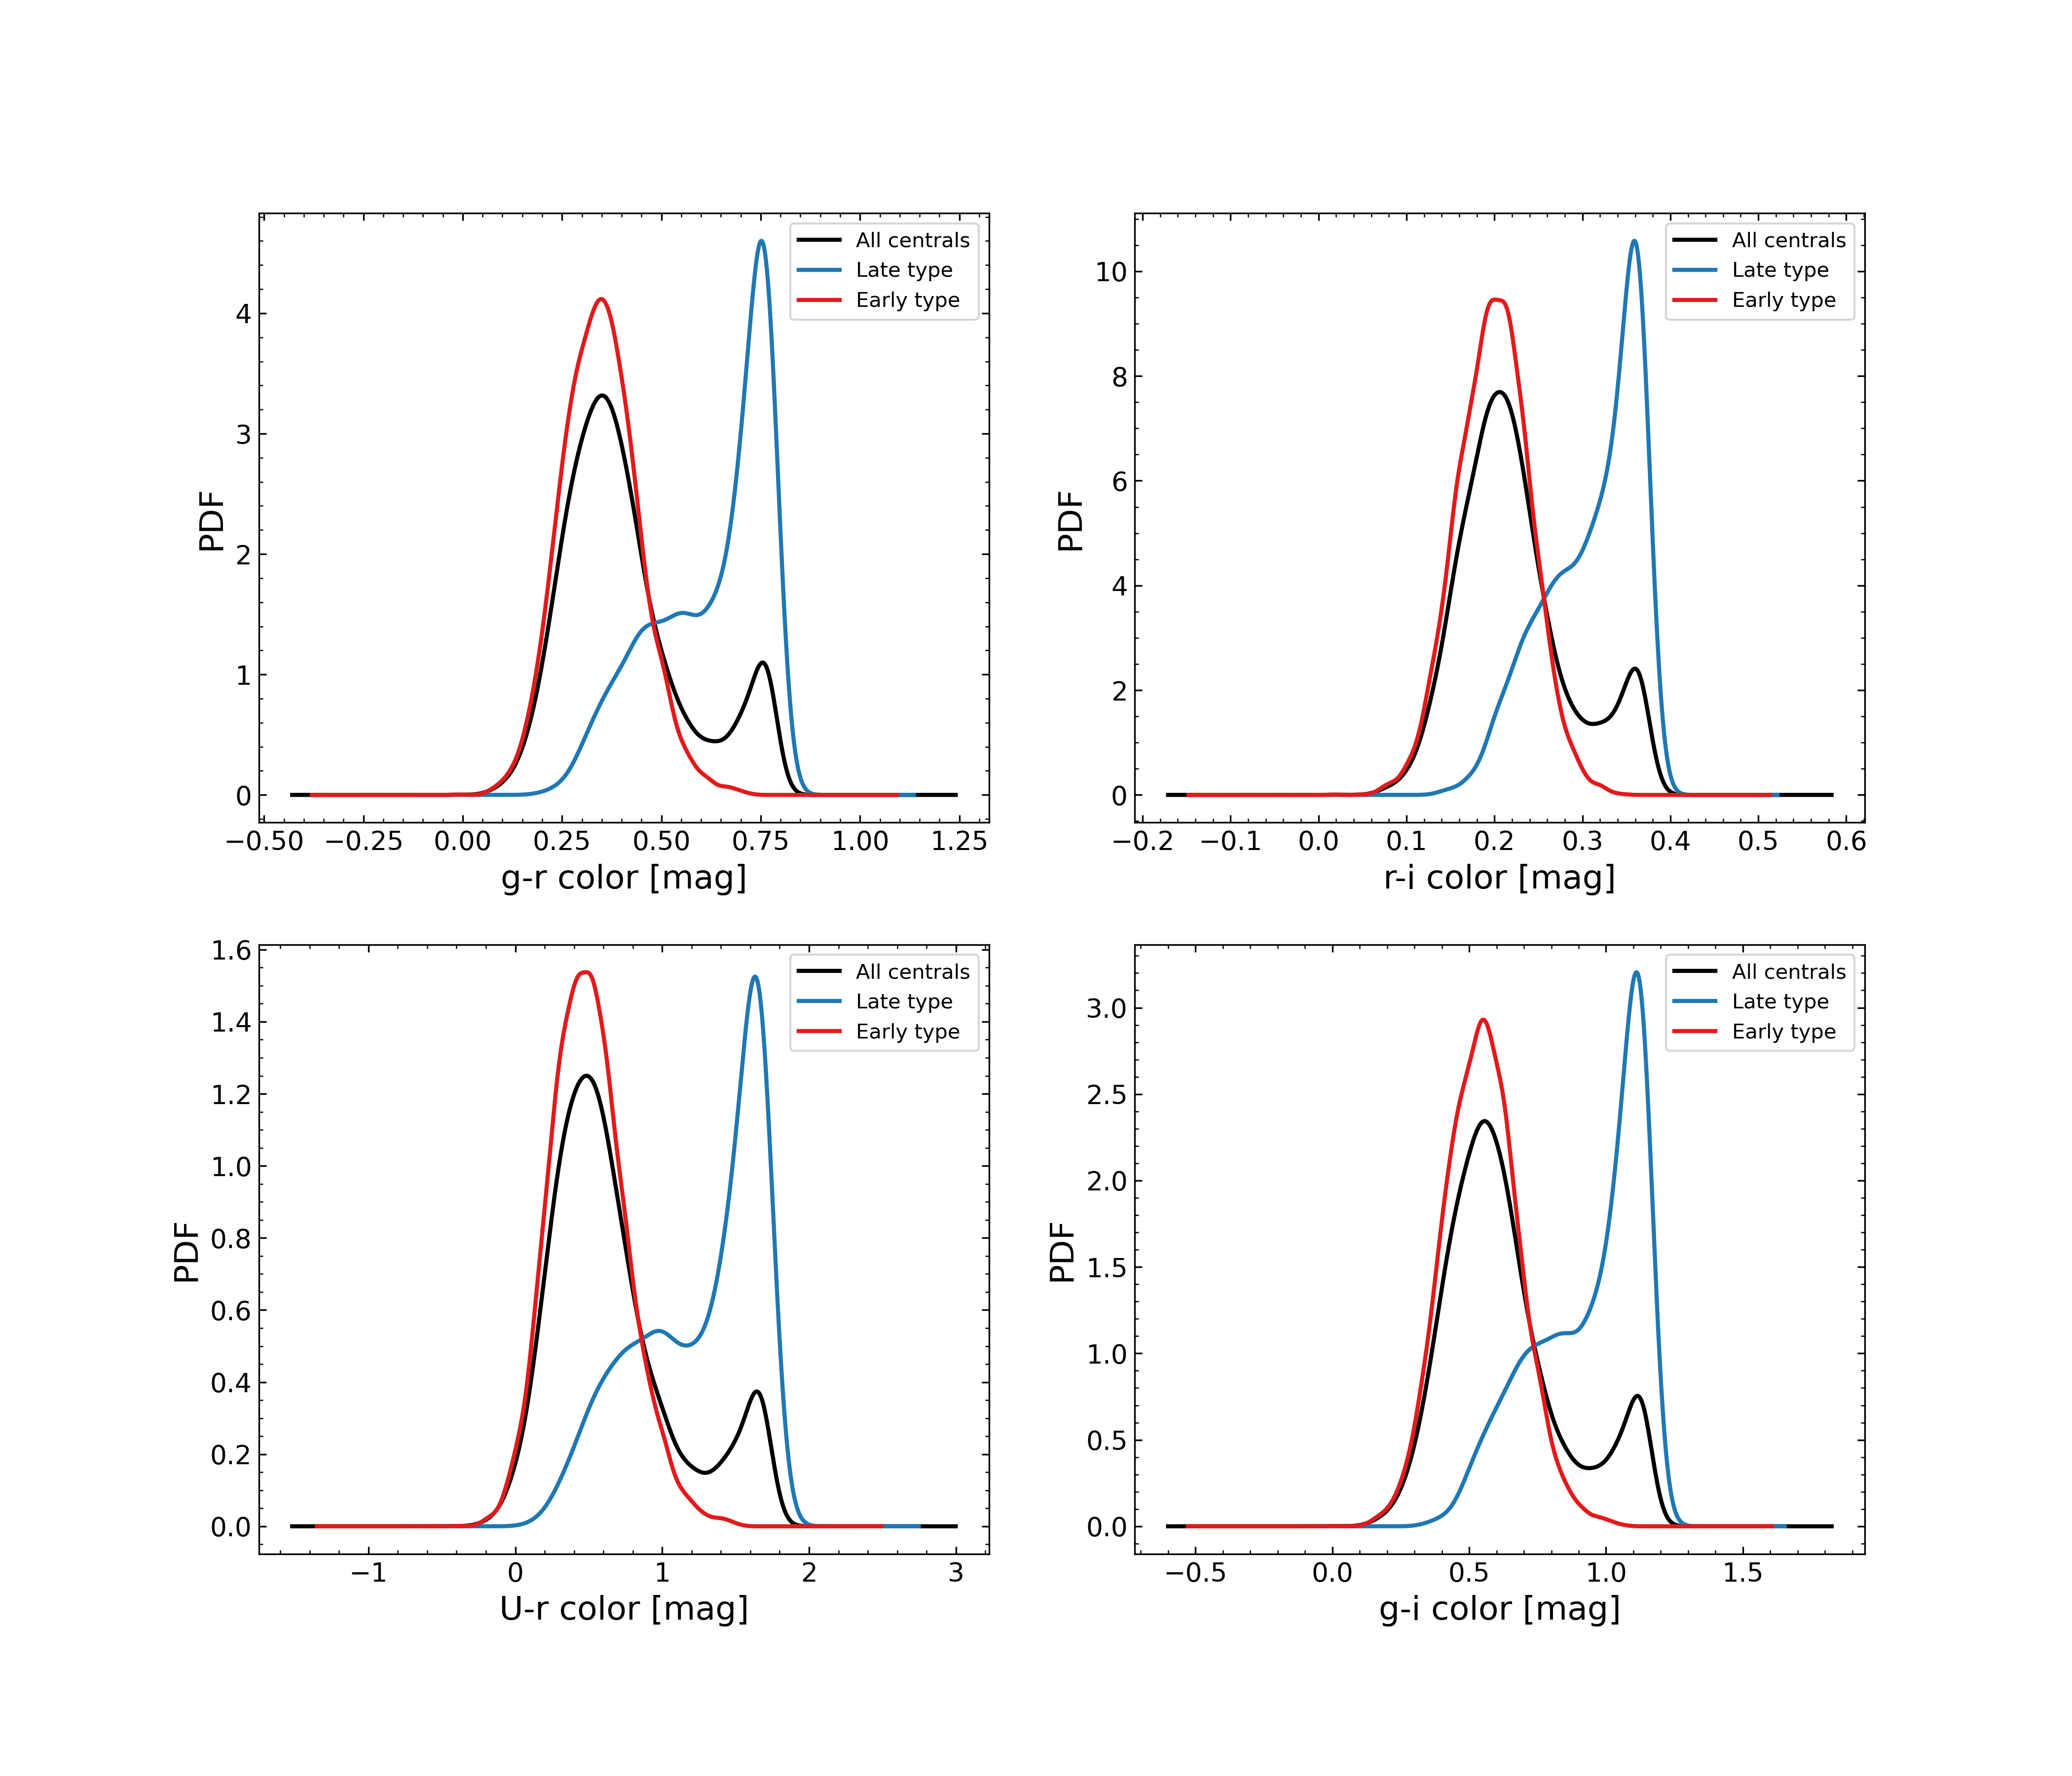 All centrals
Late type
Early type
PDF
4
3
2
1
0
−0.50 −0.25 0.00 0.25 0.50 0.75 1.00 1.25
g-r color [mag]
All centrals
Late type
Early type
PDF
10
8
6
4
2
0
−0.2 −0.1 0.0 0.1 0.2 0.3 0.4 0.5 0.6
r-i color [mag]
All centrals
Late type
Early type
PDF
1.6
1.4
1.2
1.0
0.8
0.6
0.4
0.2
0.0
−1 0 1 2 3
U-r color [mag]
All centrals
Late type
Early type
PDF
3.0
2.5
2.0
1.5
1.0
0.5
0.0
−0.5 0.0 0.5 1.0 1.5
g-i color [mag]